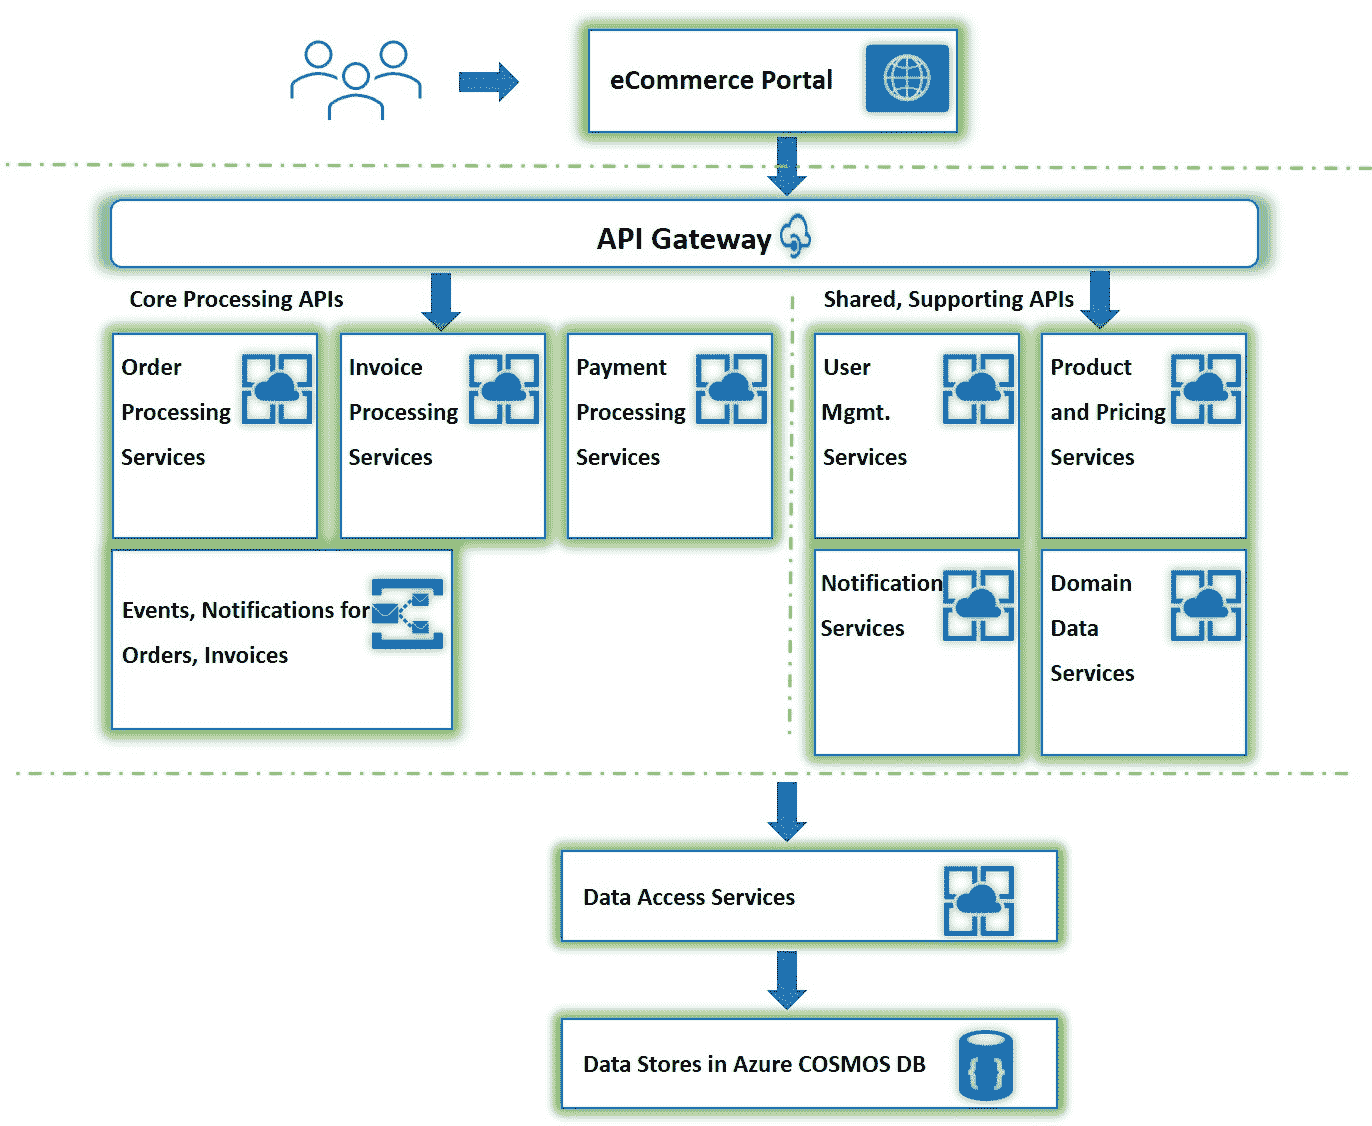 eCommerce Portal
API Gateway
Core Processing APIs
Shared, Supporting APIs
Order
Processing
Services
Invoice
Processing
Services
Payment
Processing
Services
User
Mgmt.
Services
Product
and Pricing
Services
Events, Notifications for
Orders, Invoices
Notification
Services
Domain
Data
Services
Data Access Services
Data Stores in Azure COSMOS DB
{ }